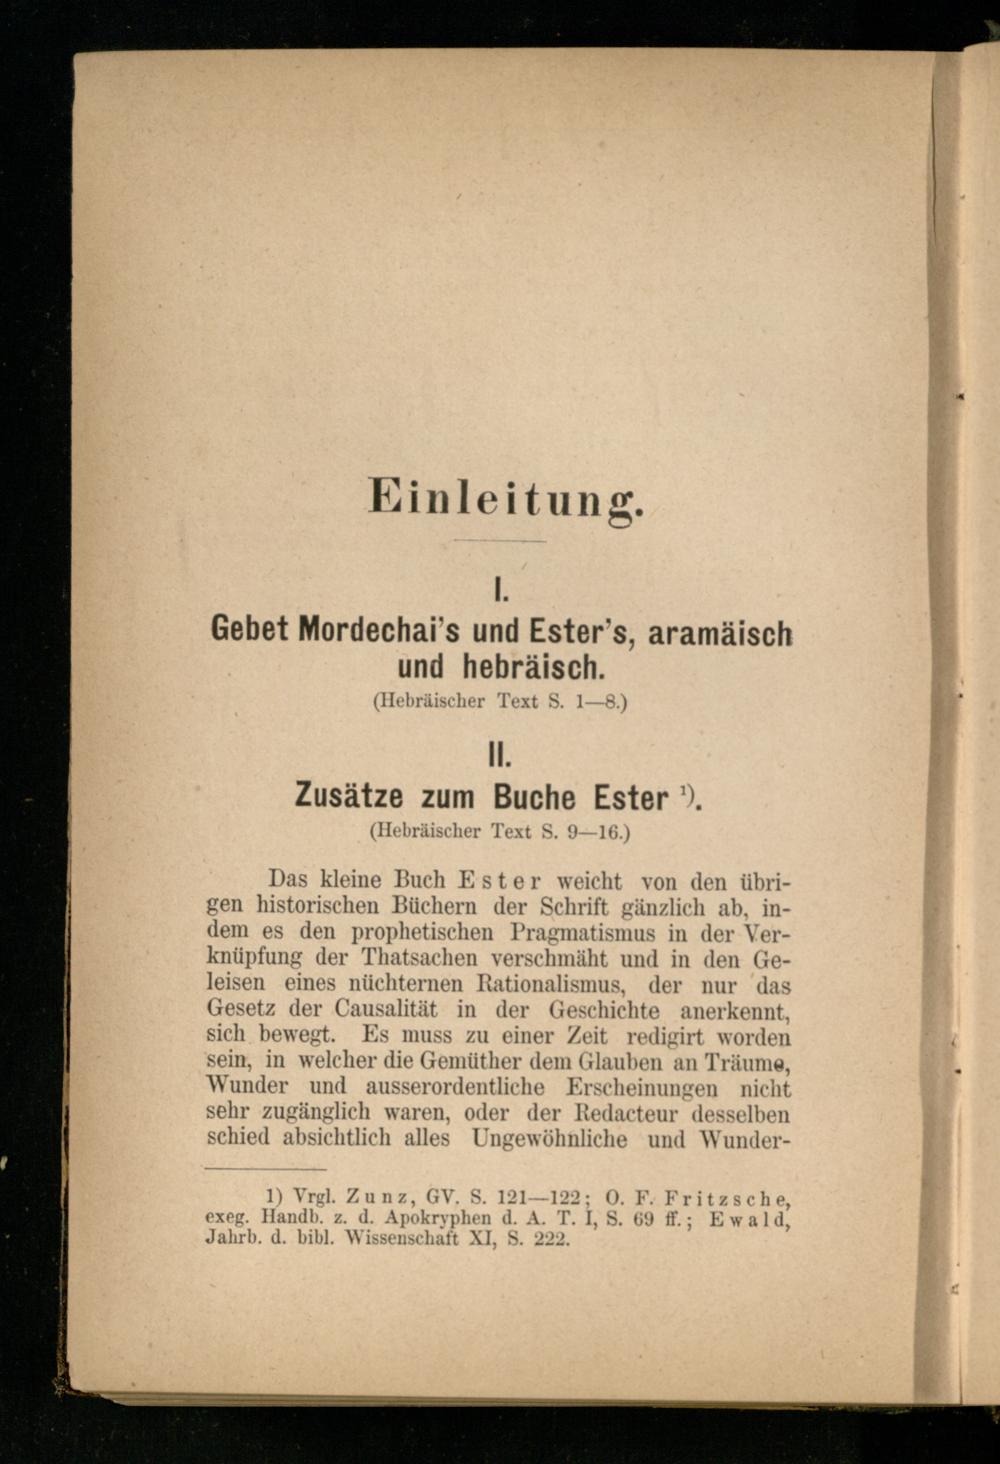 Einleitung.
I.
Gebet Mordechai's und Ester's, aramäisch
und hebräisch.
(Hebräischer Text S. 1—8.)
II.
Zusätze zum Buche Ester ¹).
(Hebräischer Text S. 9—16.)
Das kleine Buch Ester weicht von den übri-
gen historischen Büchern der Schrift gänzlich ab, in-
dem es den prophetischen Pragmatismus in der Ver-
knüpfung der Thatsachen verschmäht und in den Ge-
leisen eines nüchternen Rationalismus, der nur das
Gesetz der Causalität in der Geschichte anerkennt,
sich bewegt. Es muss zu einer Zeit redigirt worden
sein, in welcher die Gemüther dem Glauben an Träume,
Wunder und ausserordentliche Erscheinungen nicht
sehr zugänglich waren, oder der Redacteur desselben
schied absichtlich alles Ungewöhnliche und Wunder-
1) Vrgl. Zunz, GV. S. 121—122; O. F. Fritzsche,
exeg. Handb. z. d. Apokryphen d. A. T. I, S. 69 ff.; Ewald,
Jahrb. d. bibl. Wissenschaft XI, S. 222.